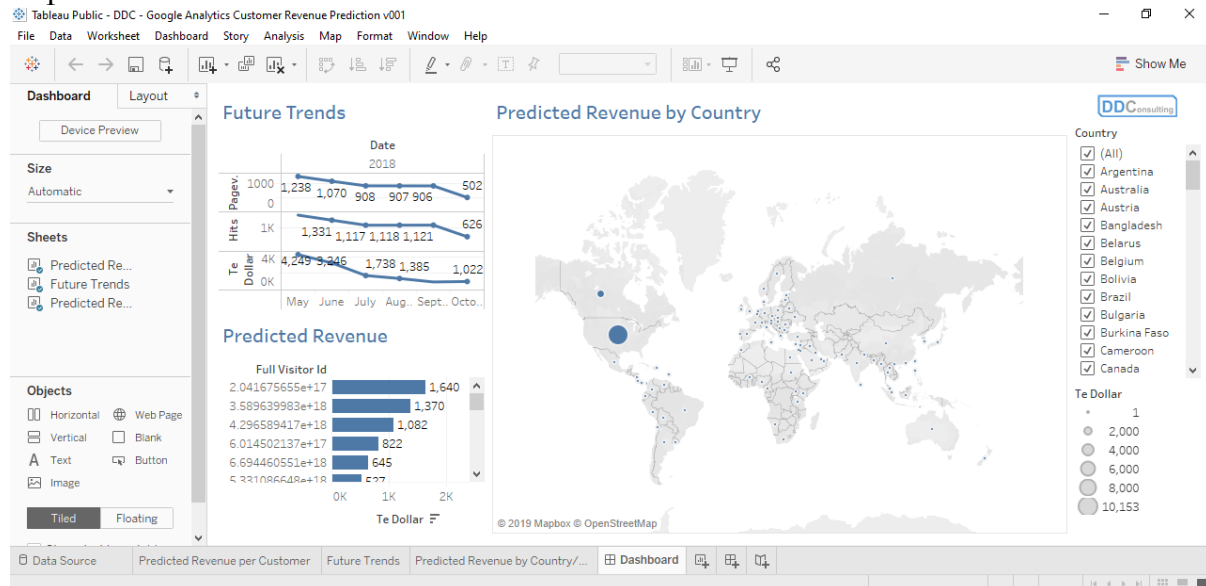 Tableau Public - DDC - Google Analytics Customer Revenue Prediction v001
File Data Worksheet Dashboard Story Analysis Map Format Window Help
Show Me
Dashboard Layout
Device Preview
Size
Automatic
Sheets
Predicted Re...
Future Trends
Predicted Re...
Objects
Horizontal Web Page
Vertical Blank
A Text Button
Image
Tiled Floating
Future Trends
Date
2018
Pagev.
1000
0
1,238 1,070 908 907 906 502
Hits
1K
1,331 1,117 1,118 1,121 626
Te Dollar
4K
0K
4,249 3,246 1,738 1,385 1,022
May June July Aug.. Sept.. Octo..
Predicted Revenue
Full Visitor Id
2.041675655e+17 1,640
3.589639983e+18 1,370
4.296589417e+18 1,082
6.014502137e+17 822
6.694460551e+18 645
5.331086648e+18 527
0K 1K 2K
Te Dollar
Predicted Revenue by Country
© 2019 Mapbox © OpenStreetMap
DDConsulting
Country
(All)
Argentina
Australia
Austria
Bangladesh
Belarus
Belgium
Bolivia
Brazil
Bulgaria
Burkina Faso
Cameroon
Canada
Te Dollar
1
2,000
4,000
6,000
8,000
10,153
Data Source Predicted Revenue per Customer Future Trends Predicted Revenue by Country/... Dashboard